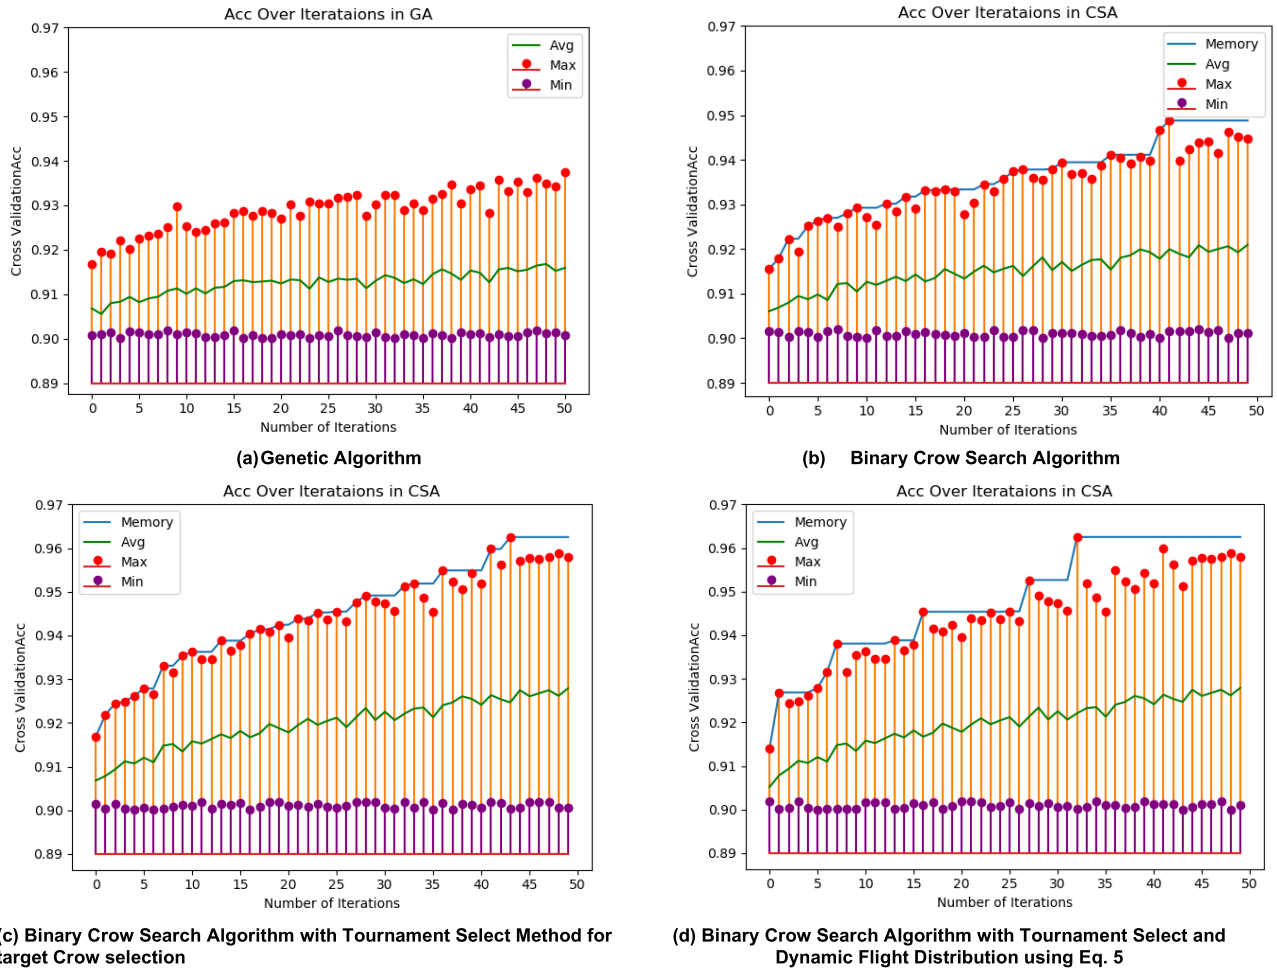 Acc Over Iterataions in GA
0.97
0.96
0.95
0.94
0.93
0.92
0.91
0.90
0.89
Cross ValidationAcc
Avg
Max
Min
0 5 10 15 20 25 30 35 40 45 50
Number of Iterations
(a) Genetic Algorithm
Acc Over Iterataions in CSA
0.97
0.96
0.95
0.94
0.93
0.92
0.91
0.90
0.89
Cross ValidationAcc
Memory
Avg
Max
Min
0 5 10 15 20 25 30 35 40 45 50
Number of Iterations
(b) Binary Crow Search Algorithm
Acc Over Iterataions in CSA
0.97
0.96
0.95
0.94
0.93
0.92
0.91
0.90
0.89
Cross ValidationAcc
Memory
Avg
Max
Min
0 5 10 15 20 25 30 35 40 45 50
Number of Iterations
(c) Binary Crow Search Algorithm with Tournament Select Method for
target Crow selection
Acc Over Iterataions in CSA
0.97
0.96
0.95
0.94
0.93
0.92
0.91
0.90
0.89
Cross ValidationAcc
Memory
Avg
Max
Min
0 5 10 15 20 25 30 35 40 45 50
Number of Iterations
(d) Binary Crow Search Algorithm with Tournament Select and
Dynamic Flight Distribution using Eq. 5